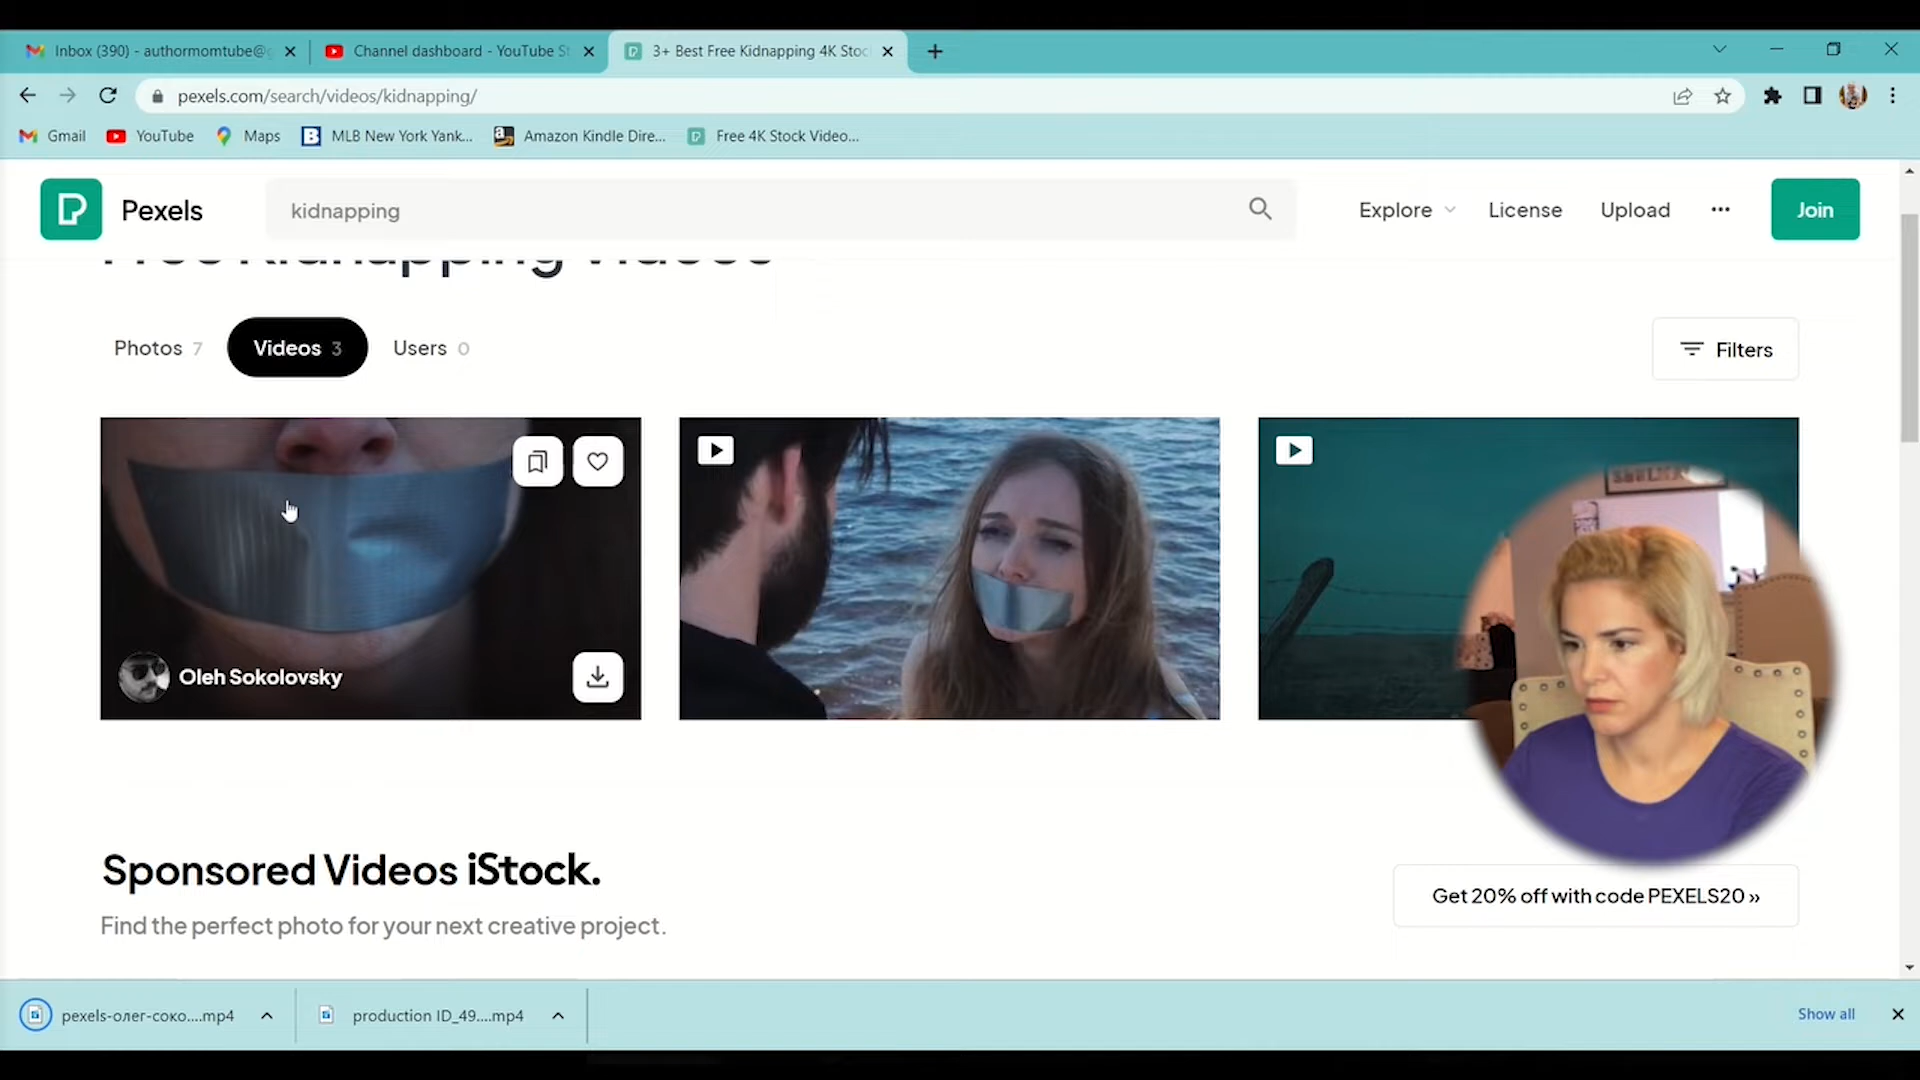 Inbox (390) - authormomtube@g
Channel dashboard - YouTube St
3+ Best Free Kidnapping 4K Stoc
pexels.com/search/videos/kidnapping/
Gmail
YouTube
Maps
B MLB New York Yank...
Amazon Kindle Dire...
Free 4K Stock Video...
Pexels
kidnapping
Explore
License
Upload
Join
Free Kidnapping Videos
Photos 7
Videos 3
Users 0
Filters
Oleh Sokolovsky
Sponsored Videos iStock.
Find the perfect photo for your next creative project.
Get 20% off with code PEXELS20 »
pexels-олег-соко....mp4
production ID_49....mp4
Show all